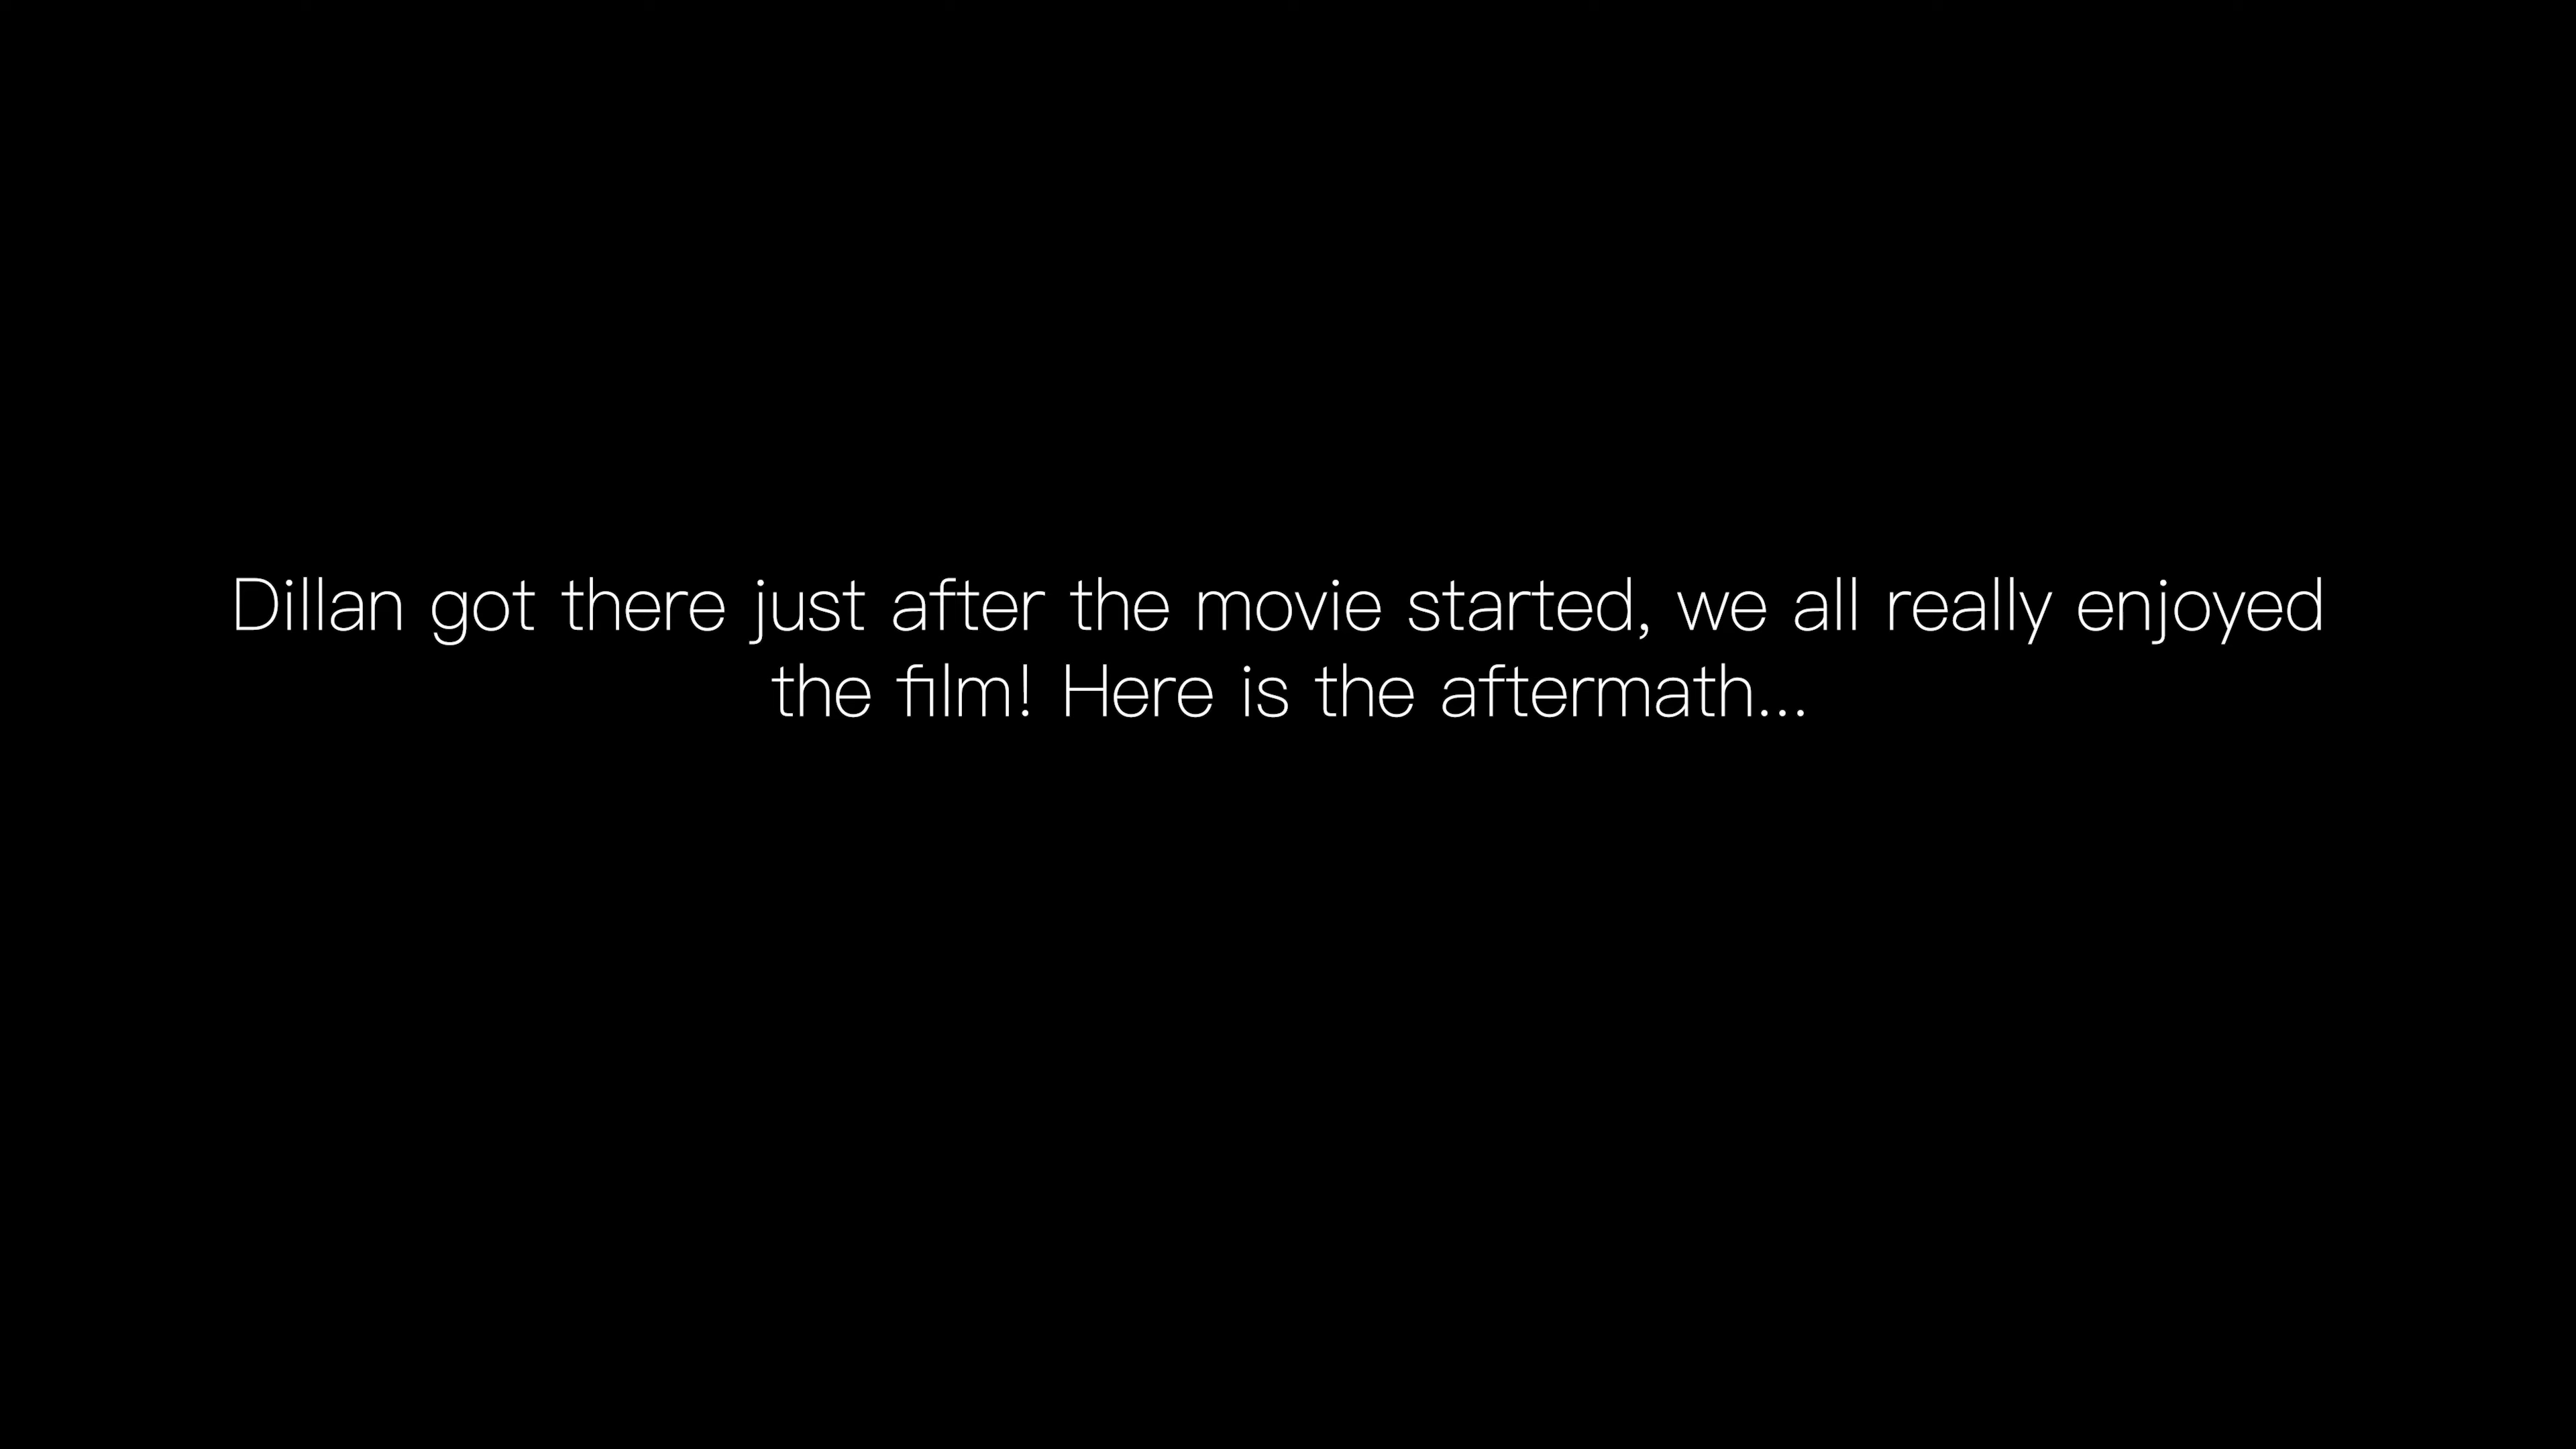 Dillan got there just after the movie started, we all really enjoyed
the film! Here is the aftermath...